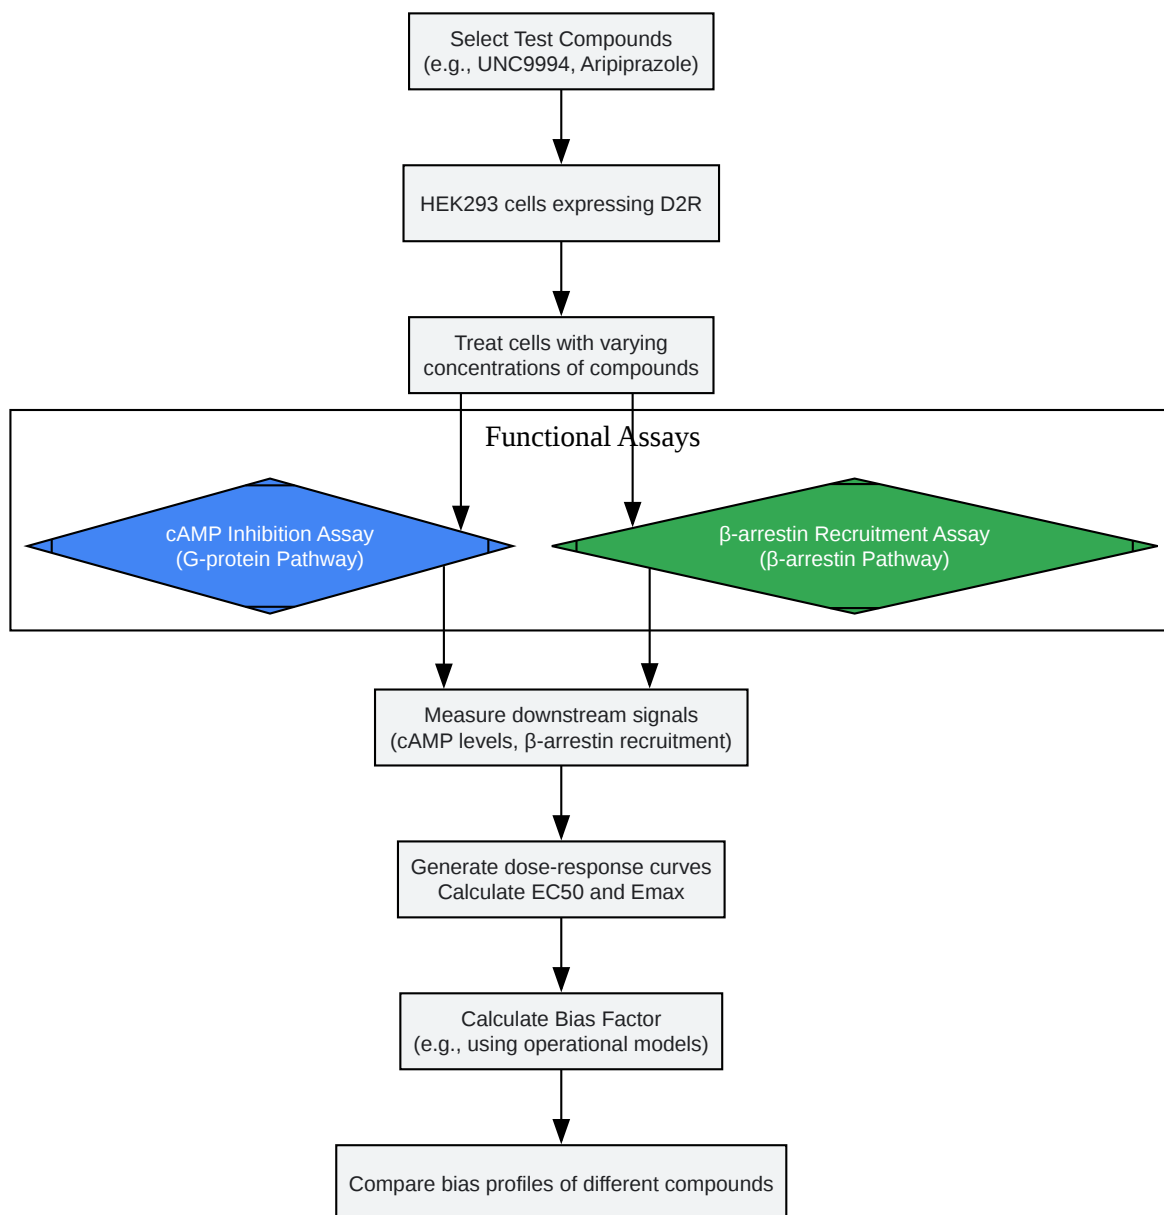 Select Test Compounds
(e.g., UNC9994, Aripiprazole)
HEK293 cells expressing D2R
Treat cells with varying
concentrations of compounds
Functional Assays
cAMP Inhibition Assay
(G-protein Pathway)
β-arrestin Recruitment Assay
(β-arrestin Pathway)
Measure downstream signals
(cAMP levels, β-arrestin recruitment)
Generate dose-response curves
Calculate EC50 and Emax
Calculate Bias Factor
(e.g., using operational models)
Compare bias profiles of different compounds